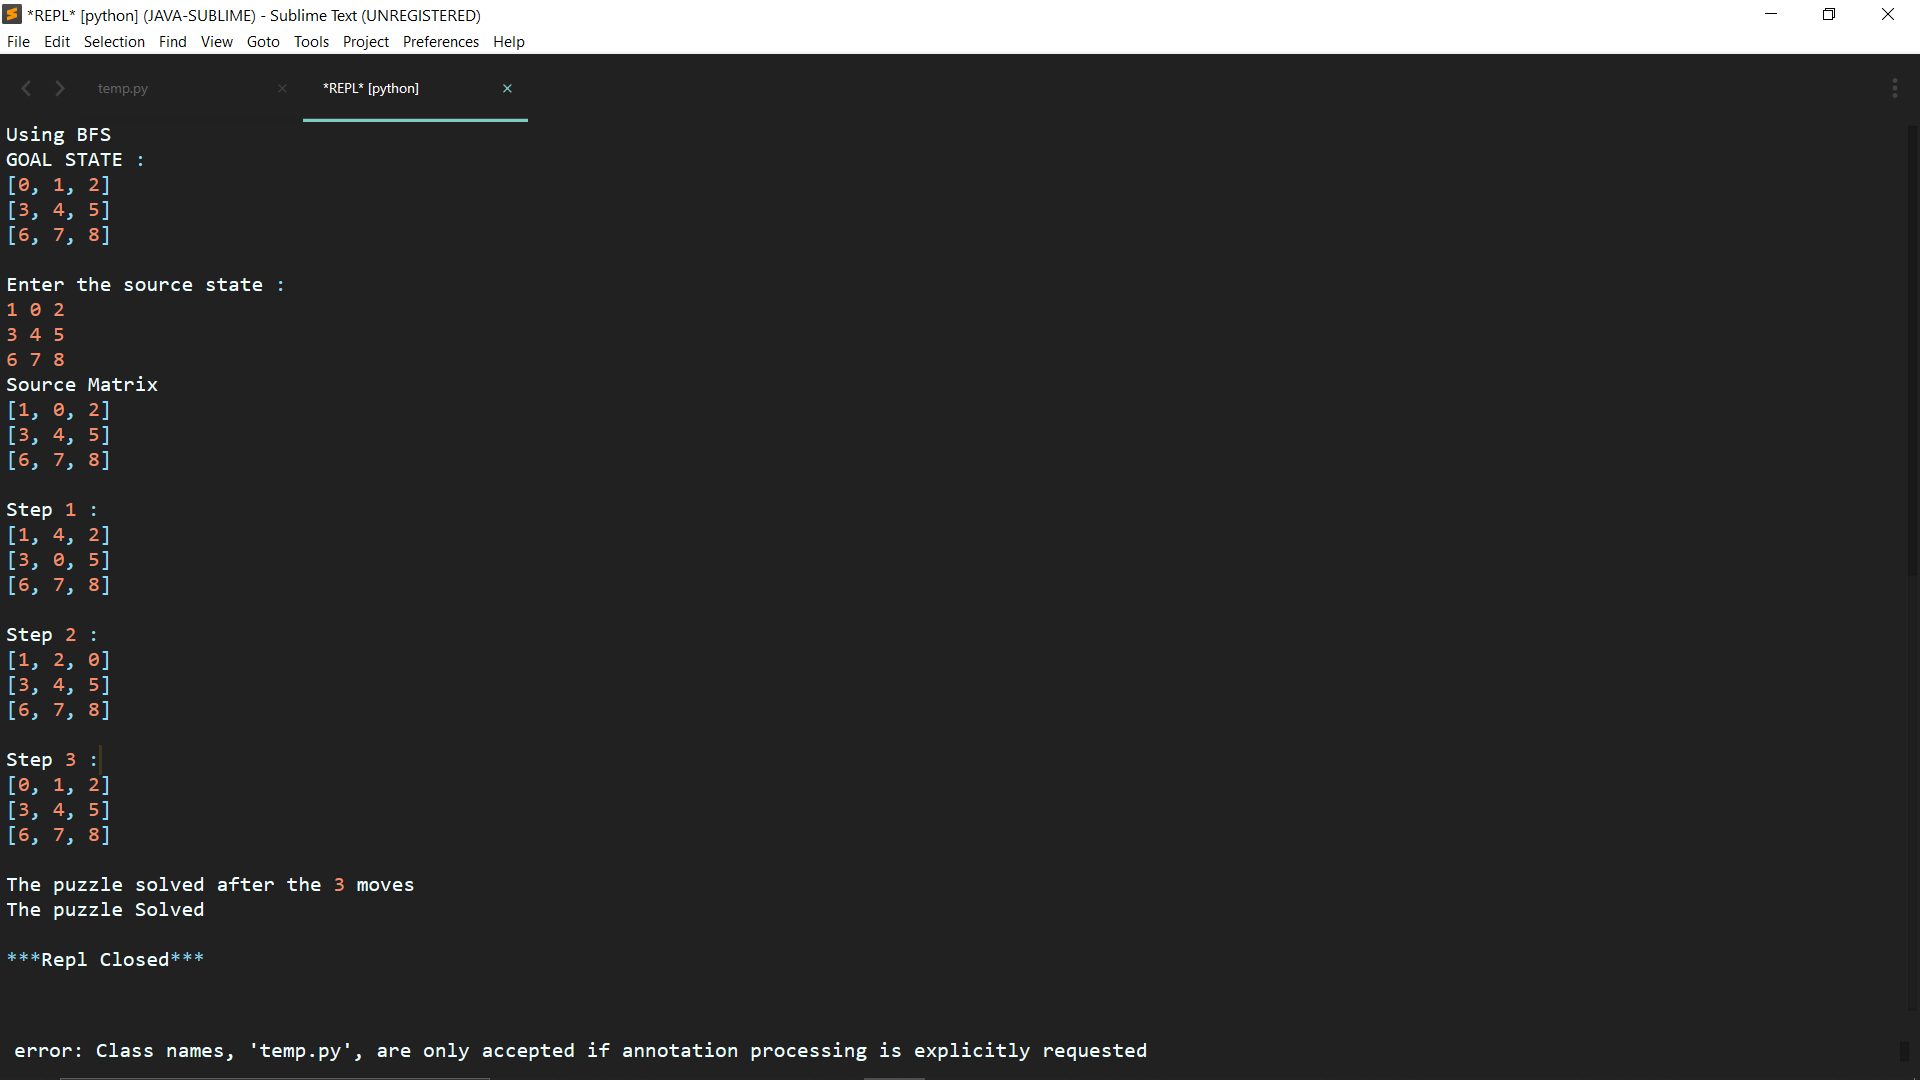 *REPL* [python] (JAVA-SUBLIME) - Sublime Text (UNREGISTERED)
File Edit Selection Find View Goto Tools Project Preferences Help
temp.py *REPL* [python]
Using BFS
GOAL STATE :
[0, 1, 2]
[3, 4, 5]
[6, 7, 8]
Enter the source state :
1 0 2
3 4 5
6 7 8
Source Matrix
[1, 0, 2]
[3, 4, 5]
[6, 7, 8]
Step 1 :
[1, 4, 2]
[3, 0, 5]
[6, 7, 8]
Step 2 :
[1, 2, 0]
[3, 4, 5]
[6, 7, 8]
Step 3 :
[0, 1, 2]
[3, 4, 5]
[6, 7, 8]
The puzzle solved after the 3 moves
The puzzle Solved
***Repl Closed***
error: Class names, 'temp.py', are only accepted if annotation processing is explicitly requested